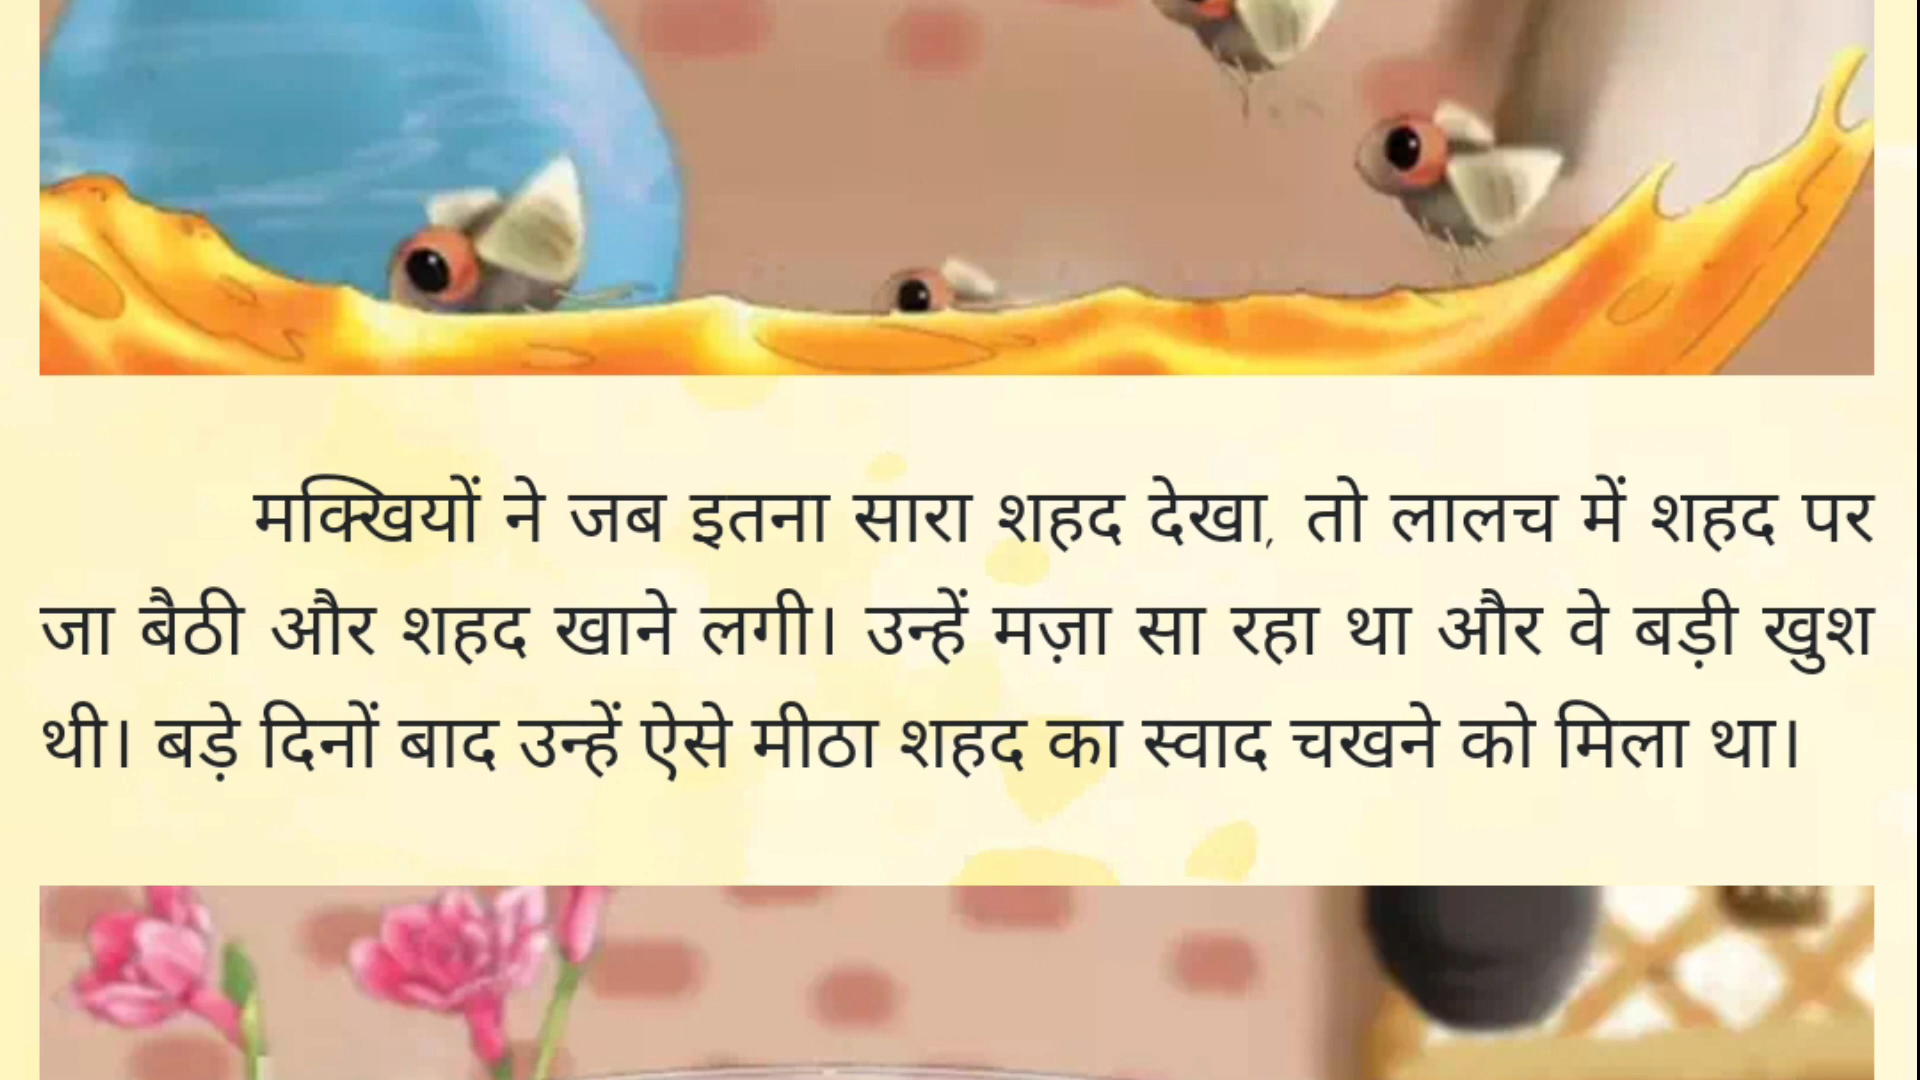 मक्खियों ने जब इतना सारा शहद देखा, तो लालच में शहद पर
जा बैठी और शहद खाने लगी। उन्हें मज़ा सा रहा था और वे बड़ी खुश
थी। बड़े दिनों बाद उन्हें ऐसे मीठा शहद का स्वाद चखने को मिला था।